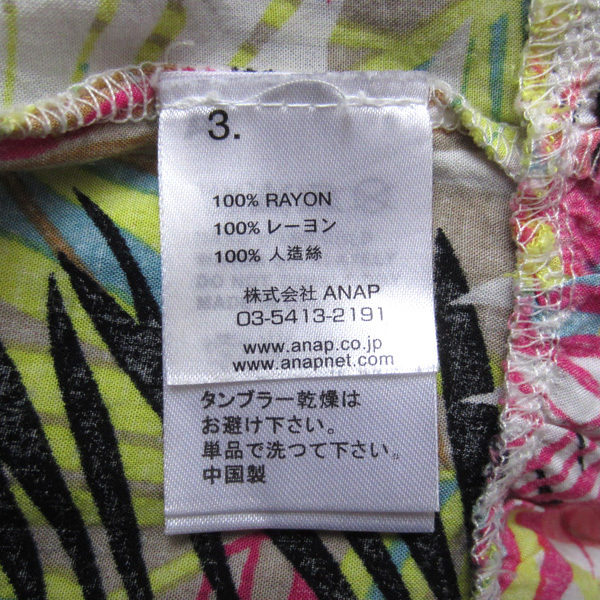 3.
100% RAYON
100% レーヨン
100% 人造絲
株式会社 ANAP
03-5413-2191
www.anap.co.jp
www.anapnet.com
タンブラー乾燥は
お避け下さい。
単品で洗つて下さい。
中国製